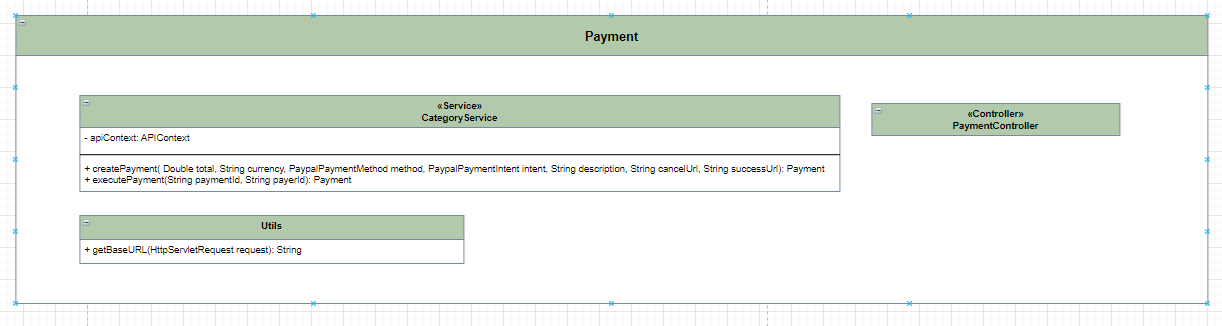 Payment
«Service»
CategoryService
- apiContext: APIContext
+ createPayment( Double total, String currency, PaypalPaymentMethod method, PaypalPaymentIntent intent, String description, String cancelUrl, String successUrl): Payment
+ executePayment(String paymentId, String payerId): Payment
«Controller»
PaymentController
Utils
+ getBaseURL(HttpServletRequest request): String